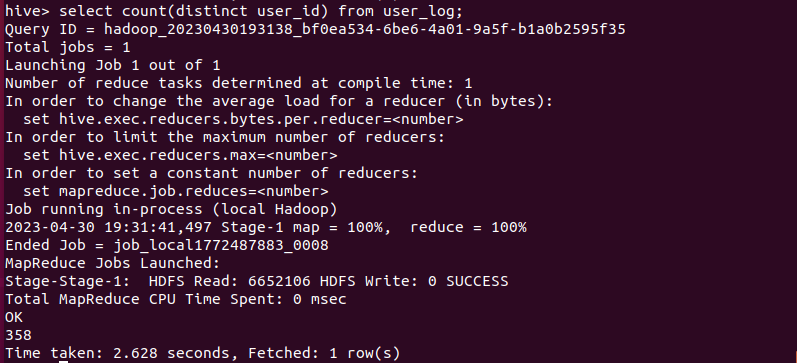 hive> select count(distinct user_id) from user_log;
Query ID = hadoop_20230430193138_bf0ea534-6be6-4a01-9a5f-b1a0b2595f35
Total jobs = 1
Launching Job 1 out of 1
Number of reduce tasks determined at compile time: 1
In order to change the average load for a reducer (in bytes):
  set hive.exec.reducers.bytes.per.reducer=<number>
In order to limit the maximum number of reducers:
  set hive.exec.reducers.max=<number>
In order to set a constant number of reducers:
  set mapreduce.job.reduces=<number>
Job running in-process (local Hadoop)
2023-04-30 19:31:41,497 Stage-1 map = 100%,  reduce = 100%
Ended Job = job_local1772487883_0008
MapReduce Jobs Launched:
Stage-Stage-1:  HDFS Read: 6652106 HDFS Write: 0 SUCCESS
Total MapReduce CPU Time Spent: 0 msec
OK
358
Time taken: 2.628 seconds, Fetched: 1 row(s)